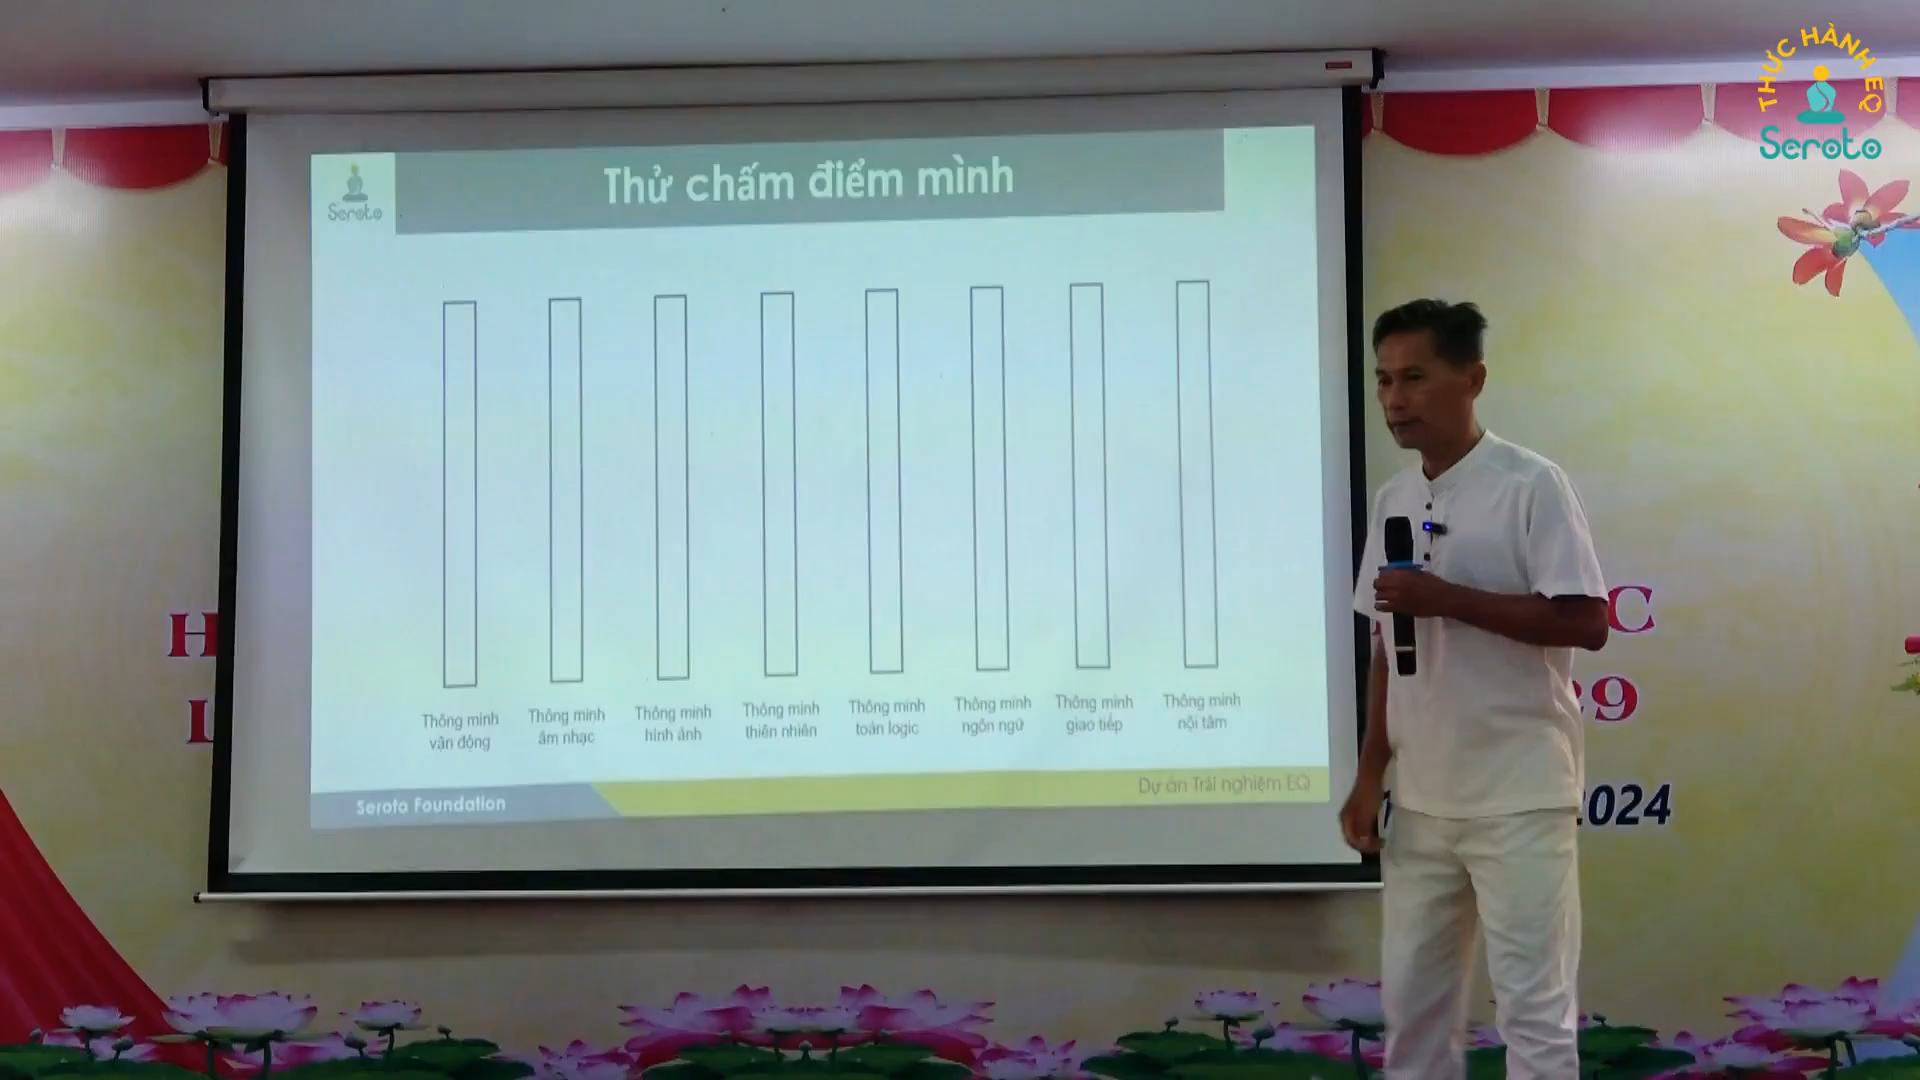 THỰC HÀNH EQ
Seroto
Seroto
Thử chấm điểm mình
Thông minh
vận động
Thông minh
âm nhạc
Thông minh
hình ảnh
Thông minh
thiên nhiên
Thông minh
toán logic
Thông minh
ngôn ngữ
Thông minh
giao tiếp
Thông minh
nội tâm
Seroto Foundation
Dự án Trải nghiệm EQ
H
C
L
29
2024